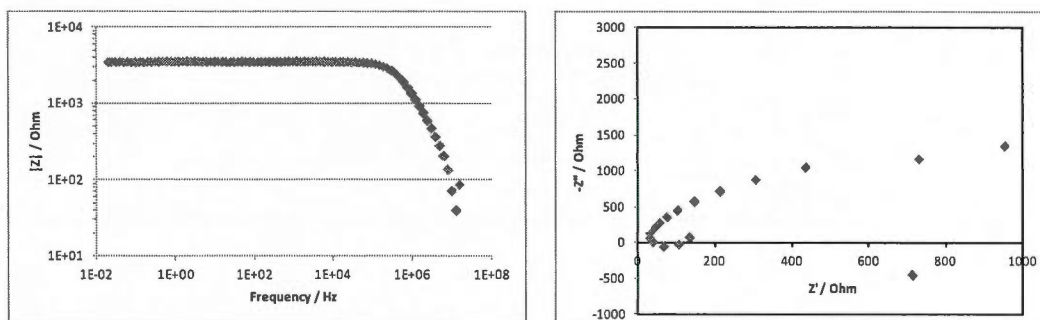 1E+04
1E+03
1E+02
1E+01
|Z| / Ohm
1E-02 1E+00 1E+02 1E+04 1E+06 1E+08
Frequency / Hz
3000
2500
2000
1500
1000
500
0
-500
-1000
-Z'' / Ohm
0 200 400 600 800 1000
Z' / Ohm